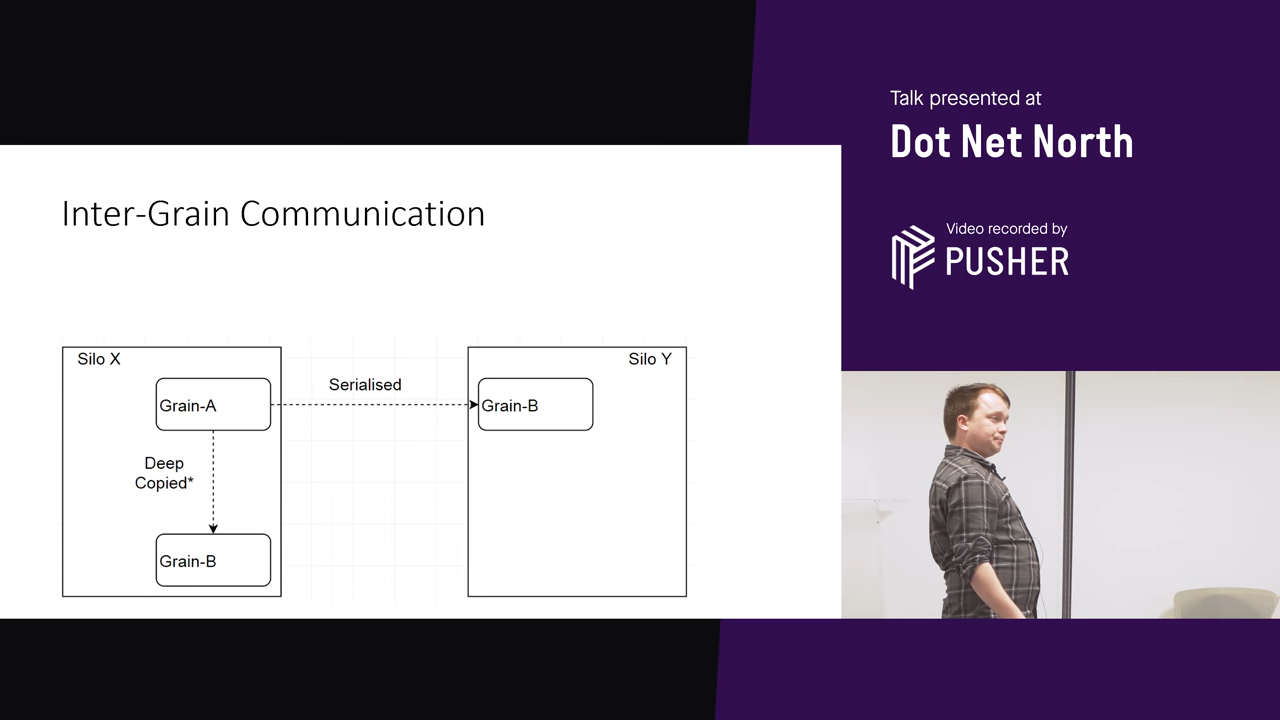 Talk presented at
Dot Net North
Video recorded by
PUSHER
Inter-Grain Communication
Silo X
Grain-A
Deep
Copied*
Grain-B
Serialised
Silo Y
Grain-B